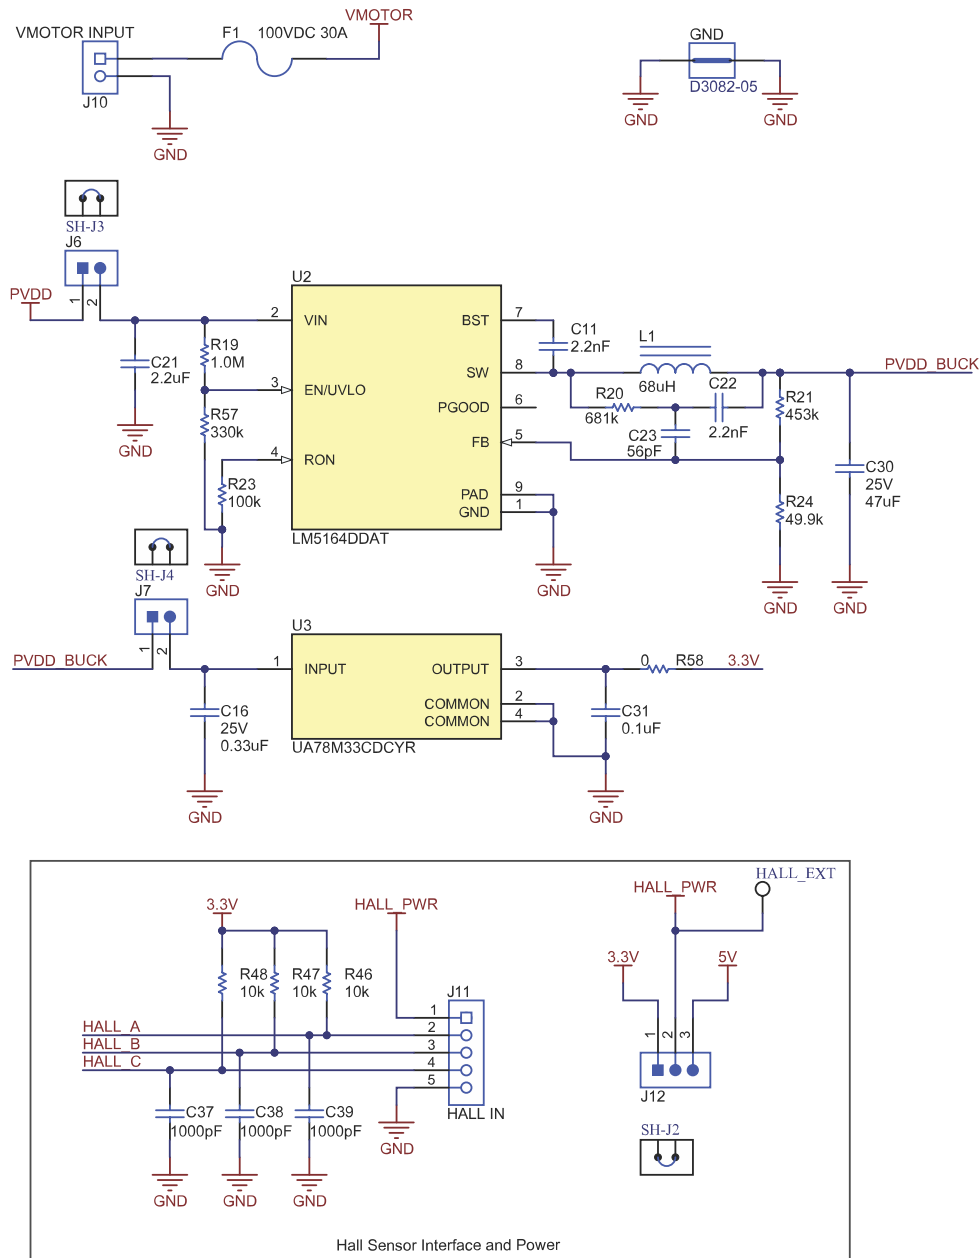 VMOTOR INPUT
F1
100VDC 30A
VMOTOR
J10
GND
GND
D3082-05
GND
GND
SH-J3
J6
PVDD
1
2
C21
2.2uF
GND
R19
1.0M
R57
330k
R23
100k
GND
U2
2
VIN
3
EN/UVLO
4
RON
BST
7
SW
8
PGOOD
6
FB
5
PAD
9
GND
1
LM5164DDAT
GND
C11
2.2nF
L1
68uH
R20
681k
C22
2.2nF
C23
56pF
R21
453k
R24
49.9k
GND
PVDD_BUCK
C30
25V
47uF
GND
SH-J4
J7
PVDD_BUCK
1
2
C16
25V
0.33uF
GND
U3
1
INPUT
OUTPUT
3
COMMON
2
COMMON
4
UA78M33CDCYR
0
R58
3.3V
C31
0.1uF
GND
3.3V
R48
10k
R47
10k
R46
10k
HALL_PWR
J11
HALL_A
HALL_B
HALL_C
1
2
3
4
5
HALL IN
GND
C37
1000pF
C38
1000pF
C39
1000pF
GND
GND
GND
HALL_PWR
HALL_EXT
3.3V
5V
1
2
3
J12
SH-J2
Hall Sensor Interface and Power